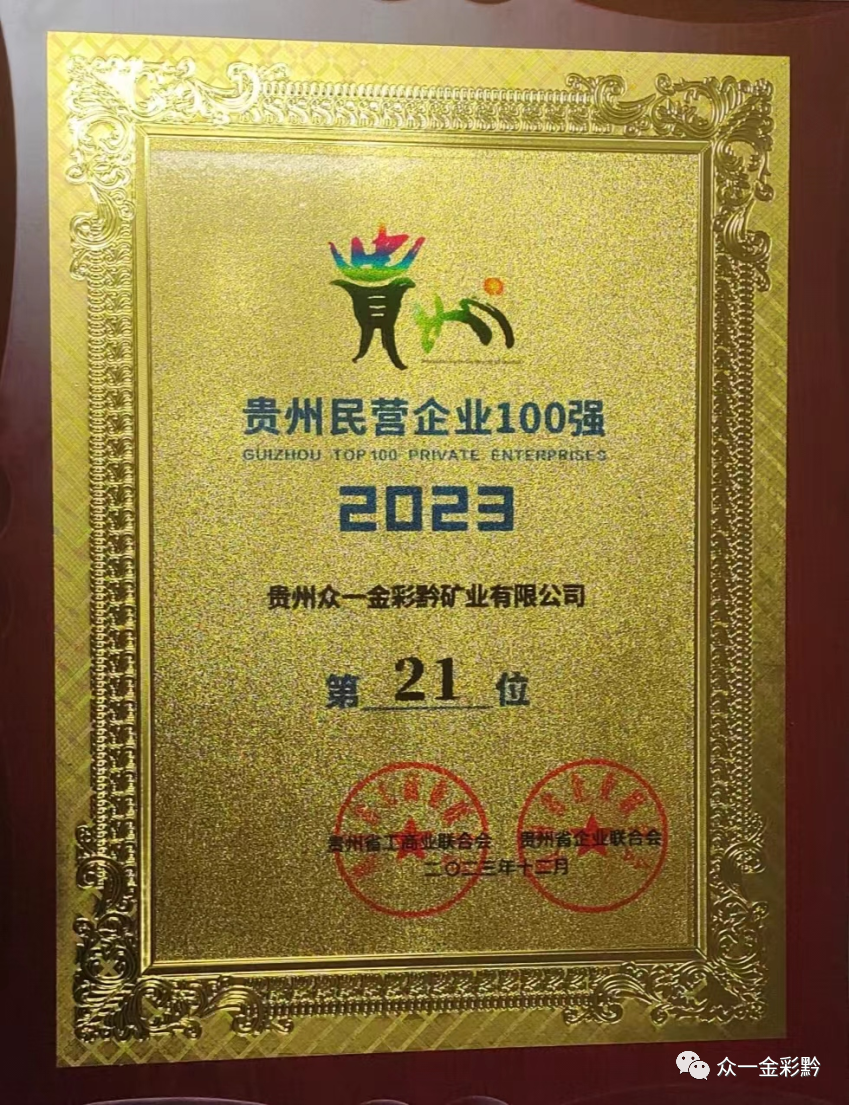 贵州
贵州民营企业100强
GUIZHOU TOP 100 PRIVATE ENTERPRISES
2023
贵州众一金彩黔矿业有限公司
第 21 位
贵州省工商业联合会 贵州省企业联合会
二〇二三年十二月
众一金彩黔